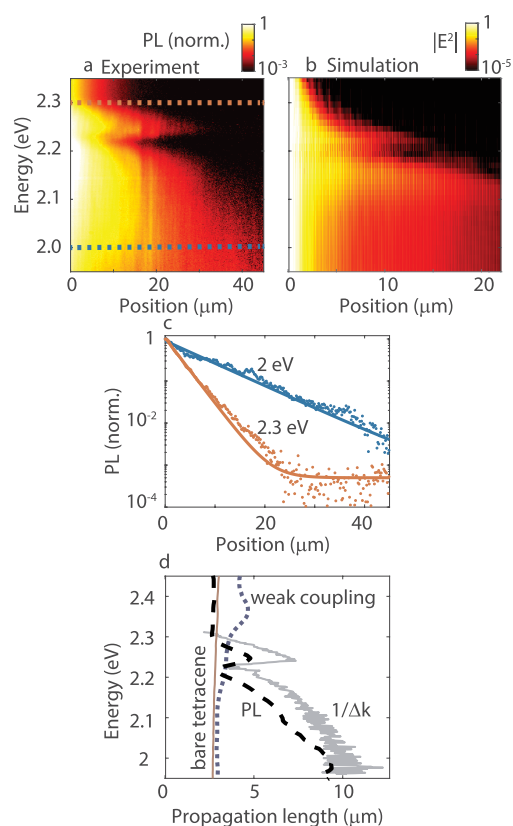 PL (norm.)
1
10⁻³
|E²|
1
10⁻⁵
a Experiment
b Simulation
Energy (eV)
2.3
2.2
2.1
2.0
0
20
40
Position (μm)
0
10
20
Position (μm)
c
PL (norm.)
1
10⁻²
10⁻⁴
2 eV
2.3 eV
0
20
40
Position (μm)
d
Energy (eV)
2.4
2.3
2.2
2.1
2
weak coupling
bare tetracene
PL
1/Δk
0
5
10
Propagation length (μm)